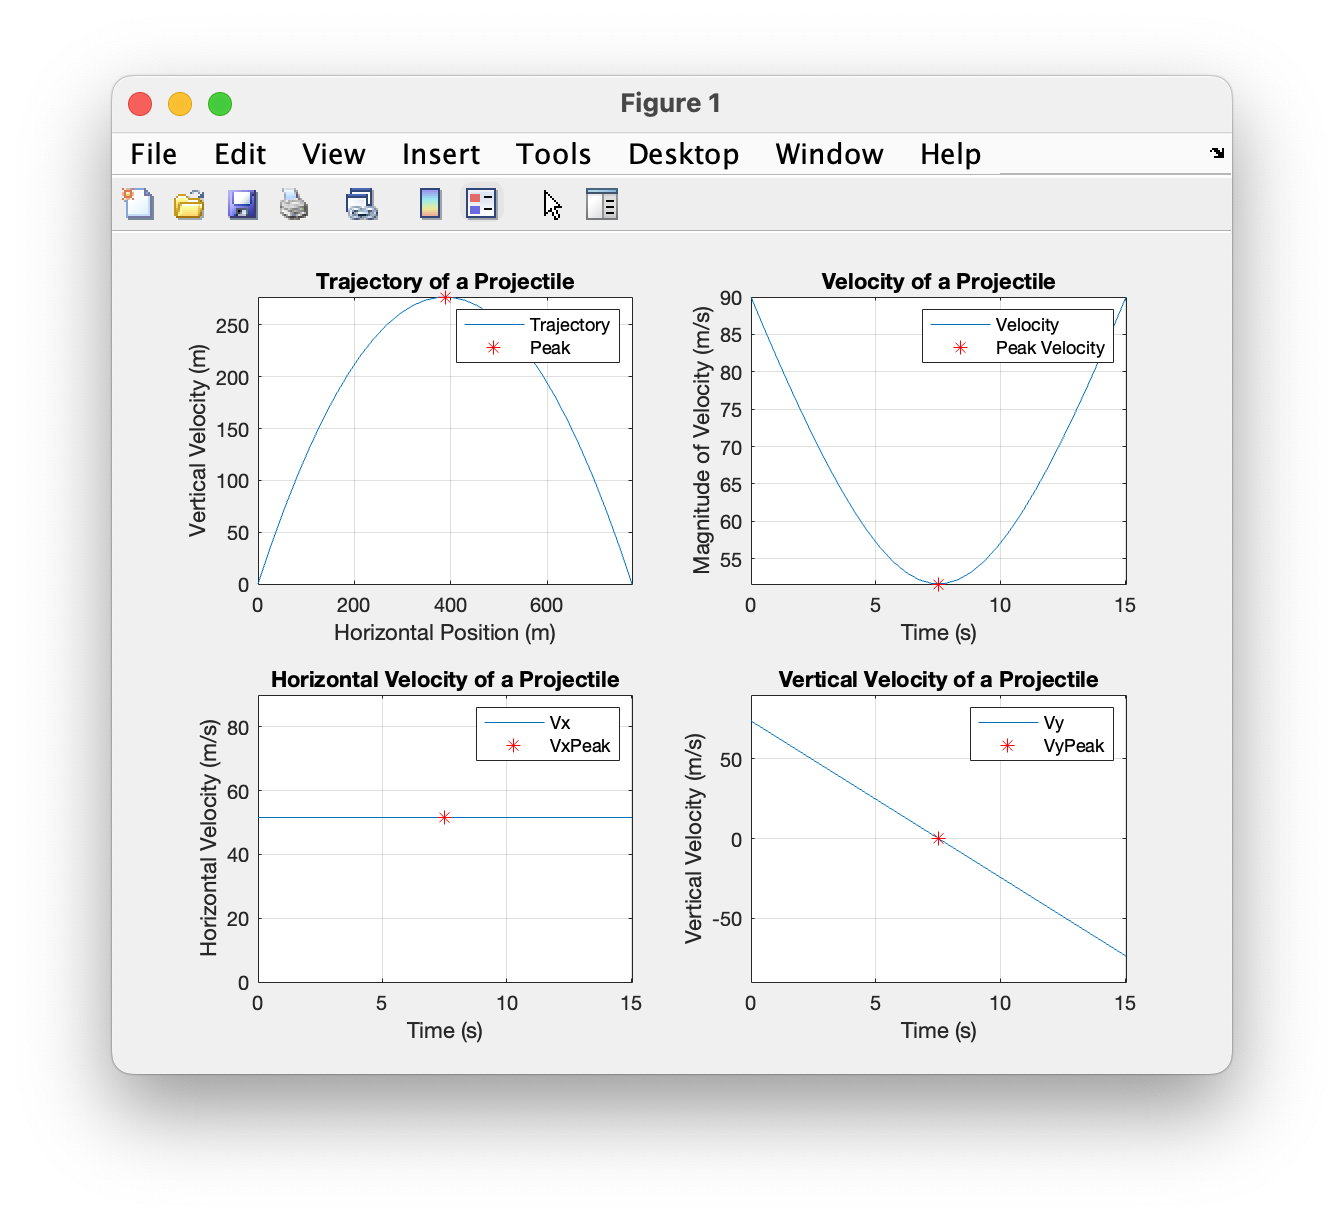 Figure 1
File Edit View Insert Tools Desktop Window Help
Trajectory of a Projectile
Vertical Velocity (m)
250
200
150
100
50
0
Trajectory
Peak
0 200 400 600
Horizontal Position (m)
Velocity of a Projectile
Magnitude of Velocity (m/s)
90
85
80
75
70
65
60
55
Velocity
Peak Velocity
0 5 10 15
Time (s)
Horizontal Velocity of a Projectile
Horizontal Velocity (m/s)
80
60
40
20
0
Vx
VxPeak
0 5 10 15
Time (s)
Vertical Velocity of a Projectile
Vertical Velocity (m/s)
50
0
-50
Vy
VyPeak
0 5 10 15
Time (s)